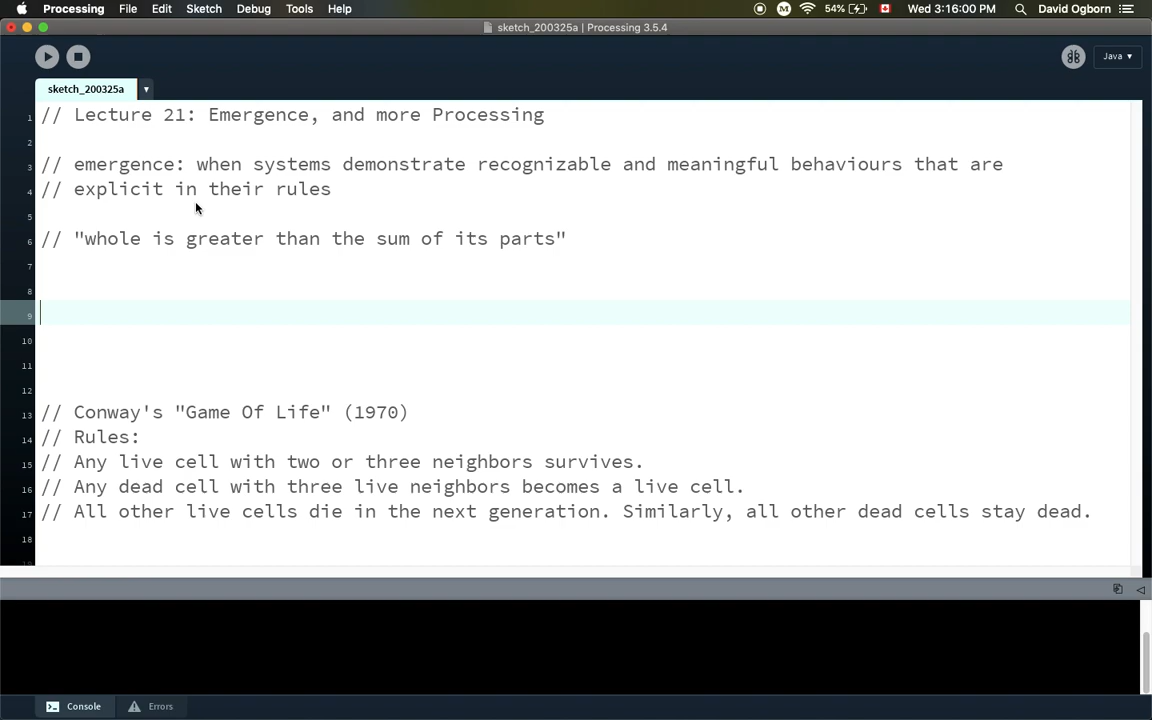 Processing File Edit Sketch Debug Tools Help 54% Wed 3:16:00 PM David Ogborn
sketch_200325a | Processing 3.5.4
Java ▾
sketch_200325a ▾
1 // Lecture 21: Emergence, and more Processing
2
3 // emergence: when systems demonstrate recognizable and meaningful behaviours that are
4 // explicit in their rules
5
6 // "whole is greater than the sum of its parts"
7
8
9
10
11
12
13 // Conway's "Game Of Life" (1970)
14 // Rules:
15 // Any live cell with two or three neighbors survives.
16 // Any dead cell with three live neighbors becomes a live cell.
17 // All other live cells die in the next generation. Similarly, all other dead cells stay dead.
18
Console Errors